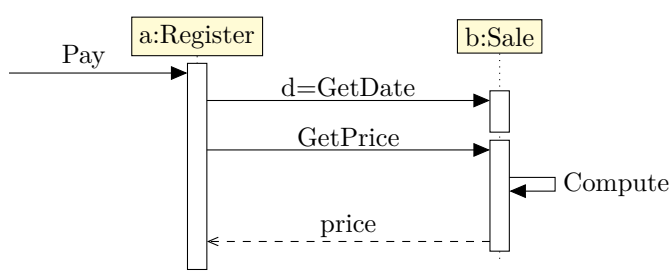 a:Register
b:Sale
Pay
d=GetDate
GetPrice
Compute
price